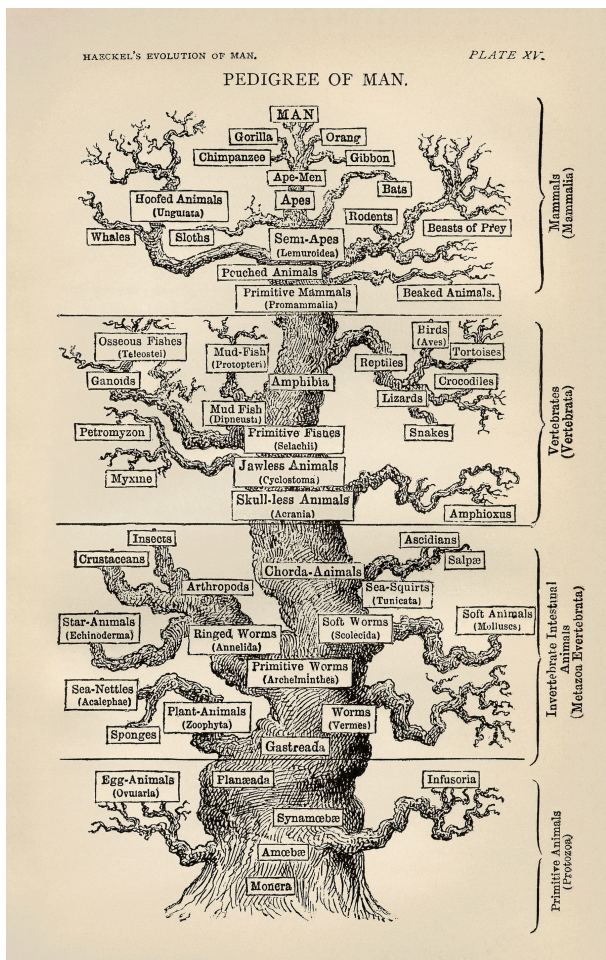 HAECKEL'S EVOLUTION OF MAN.
PLATE XV.
PEDIGREE OF MAN.
MAN
Gorilla
Orang
Chimpanzee
Gibbon
Ape-Men
Bats
Apes
Hoofed Animals
(Ungulata)
Rodents
Beasts of Prey
Whales
Sloths
Semi-Apes
(Lemuroidea)
Pouched Animals
Primitive Mammals
(Promammalia)
Beaked Animals.
Mammals
(Mammalia)
Osseous Fishes
(Teleostei)
Mud-Fish
(Protopteri)
Birds
(Aves)
Tortoises
Reptiles
Ganoids
Amphibia
Crocodiles
Lizards
Mud Fish
(Dipneusta)
Petromyzon
Primitive Fishes
(Selachii)
Snakes
Jawless Animals
(Cyclostoma)
Myxine
Skull-less Animals
(Acrania)
Amphioxus
Vertebrates
(Vertebrata)
Insects
Ascidians
Crustaceans
Salpæ
Chorda-Animals
Arthropods
Sea-Squirts
(Tunicata)
Star-Animals
(Echinoderma)
Ringed Worms
(Annelida)
Soft Worms
(Scolecida)
Soft Animals
(Molluscs)
Primitive Worms
(Archelminthes)
Sea-Nettles
(Acalephae)
Plant-Animals
(Zoophyta)
Worms
(Vermes)
Sponges
Gastreada
Invertebrate Intestinal
Animals
(Metazoa Evertebrata)
Egg-Animals
(Ovularia)
Planæada
Infusoria
Synamœbæ
Amœbæ
Monera
Primitive Animals
(Protozoa)